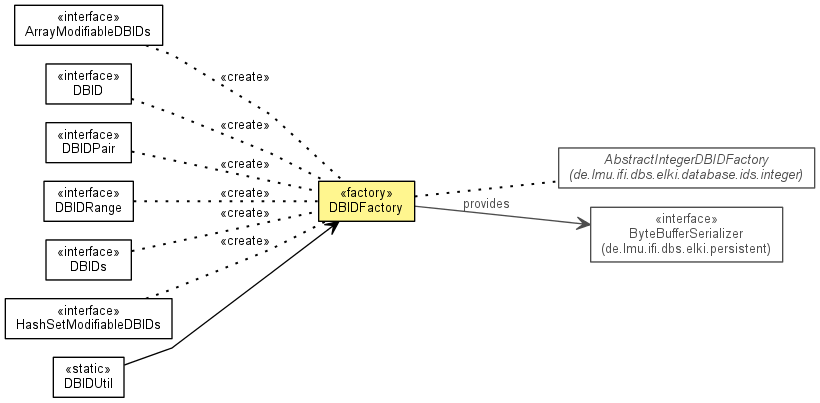 «interface»
ArrayModifiableDBIDs
«create»
«interface»
DBID
«create»
«interface»
DBIDPair
«create»
«interface»
DBIDRange
«create»
«create»
«interface»
DBIDs
«create»
«interface»
HashSetModifiableDBIDs
«static»
DBIDUtil
«factory»
DBIDFactory
provides
AbstractIntegerDBIDFactory
(de.lmu.ifi.dbs.elki.database.ids.integer)
«interface»
ByteBufferSerializer
(de.lmu.ifi.dbs.elki.persistent)